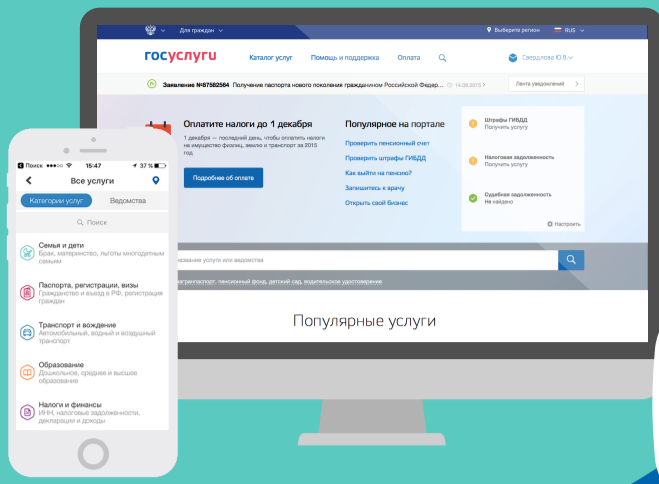 Для граждан
Выберите регион
RUS
госуслуги
Каталог услуг
Помощь и поддержка
Оплата
Свердлова Ю.В.
Заявление №67582564 Получение паспорта нового поколения гражданином Российской Федер...
14.09.2015
Лента уведомлений
Оплатите налоги до 1 декабря
1 декабря — последний день, чтобы оплатить налоги
на имущество физлиц, землю и транспорт за 2015
год
Подробнее об оплате
Популярное на портале
Проверить пенсионный счет
Проверить штрафы ГИБДД
Как выйти на пенсию?
Запишитесь к врачу
Открыть свой бизнес
Штрафы ГИБДД
Получить услугу
Налоговая задолженность
Получить услугу
Судебная задолженность
Не найдено
Настроить
название услуги или ведомства
загранпаспорт, пенсионный фонд, детский сад, водительское удостоверение
Популярные услуги
Поиск
15:47
37 %
Все услуги
Категории услуг
Ведомства
Поиск
Семья и дети
Брак, материнство, льготы многодетным
семьям
Паспорта, регистрации, визы
Гражданство и въезд в РФ, регистрация
граждан
Транспорт и вождение
Автомобильный, водный и воздушный
транспорт
Образование
Дошкольное, среднее и высшее
образование
Налоги и финансы
ИНН, налоговые задолженности,
декларации и доходы